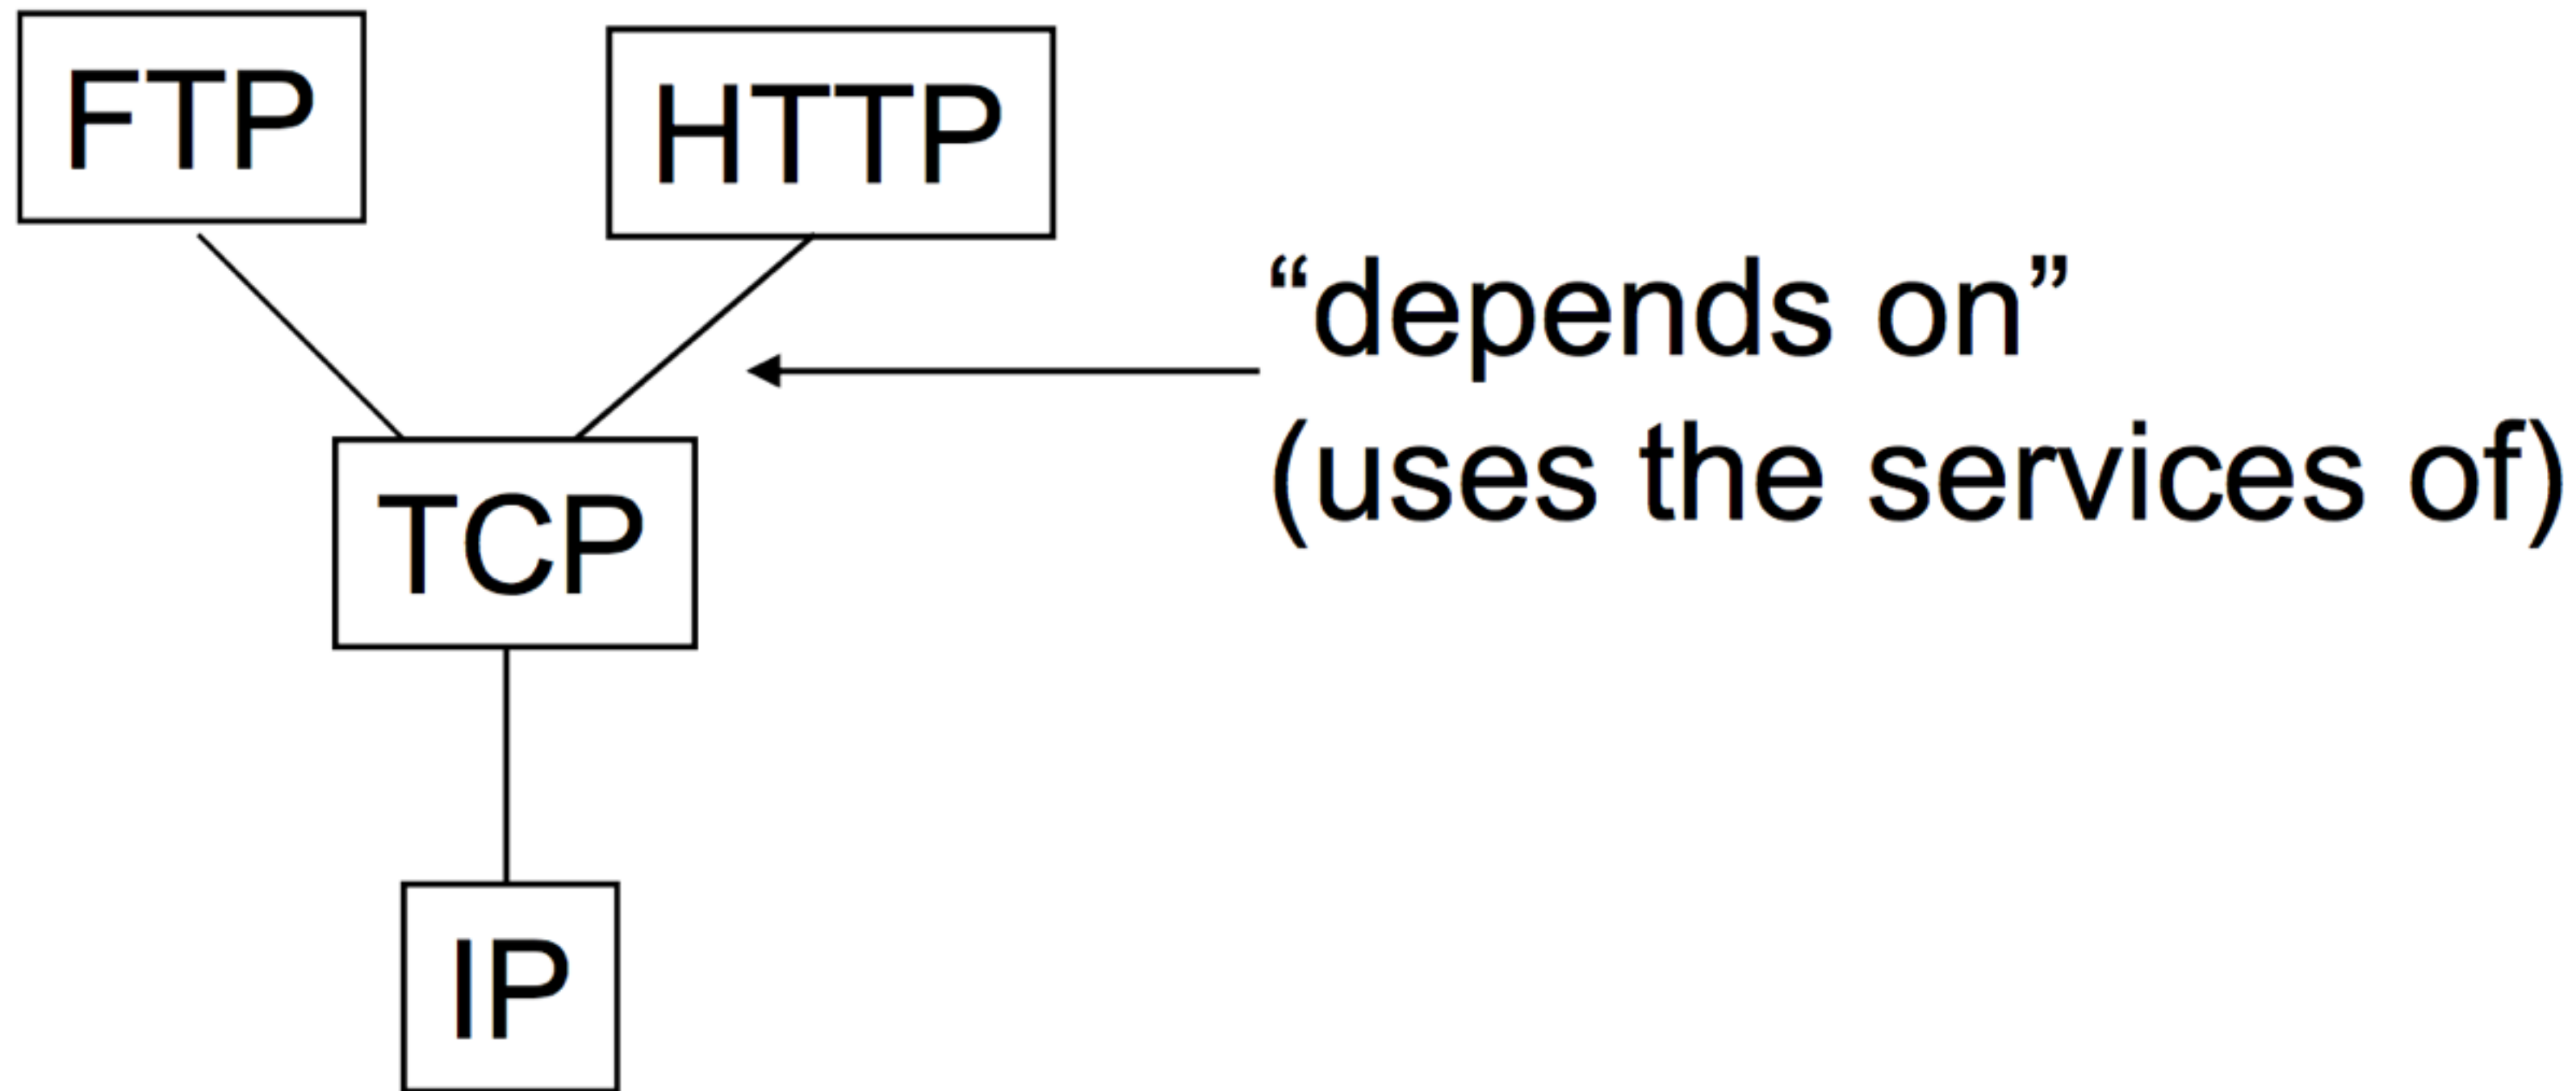 FTP
HTTP
“depends on”
(uses the services of)
TCP
IP